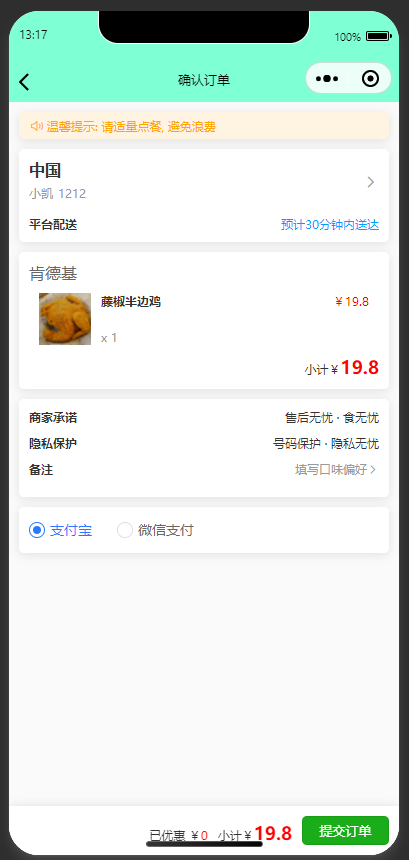 13:17
100%
确认订单
温馨提示: 请适量点餐, 避免浪费
中国
小凯 1212
平台配送 预计30分钟内送达
肯德基
藤椒半边鸡 ￥19.8
x 1
小计￥19.8
商家承诺 售后无忧 · 食无忧
隐私保护 号码保护 · 隐私无忧
备注 填写口味偏好
支付宝 微信支付
已优惠 ￥0 小计￥19.8 提交订单